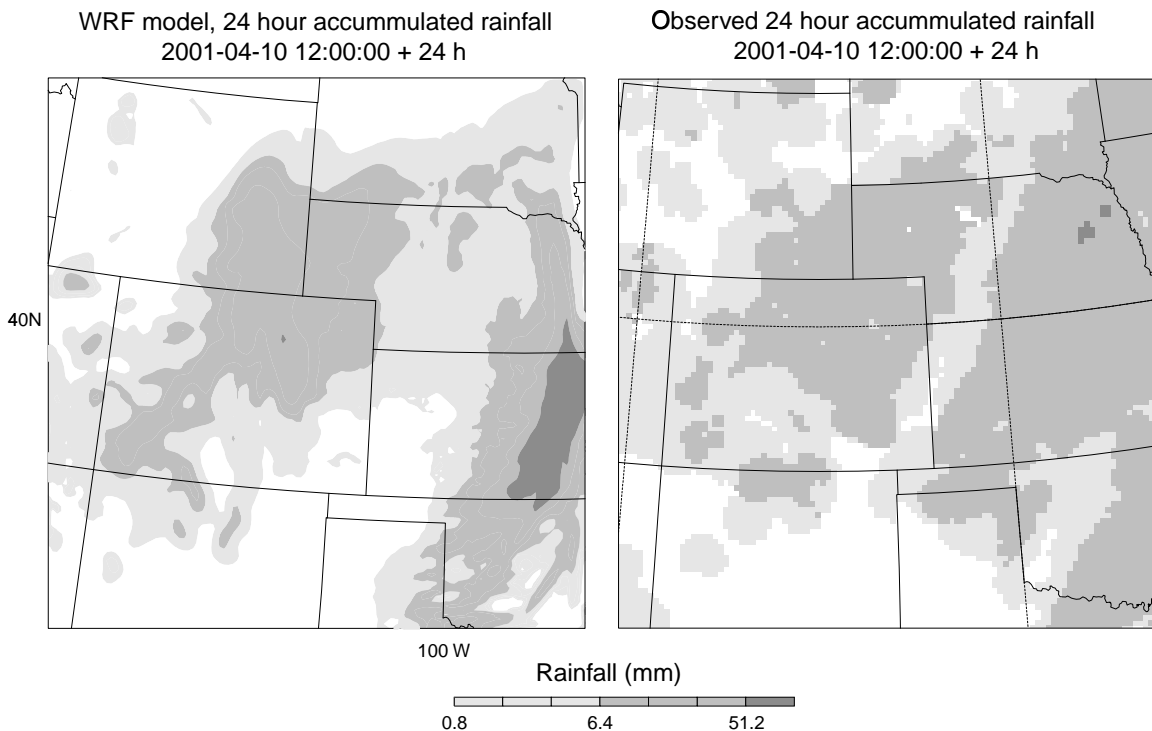 WRF model, 24 hour accummulated rainfall
2001-04-10 12:00:00 + 24 h
Observed 24 hour accumulated rainfall
2001-04-10 12:00:00 + 24 h
40N
100 W
Rainfall (mm)
0.8 6.4 51.2